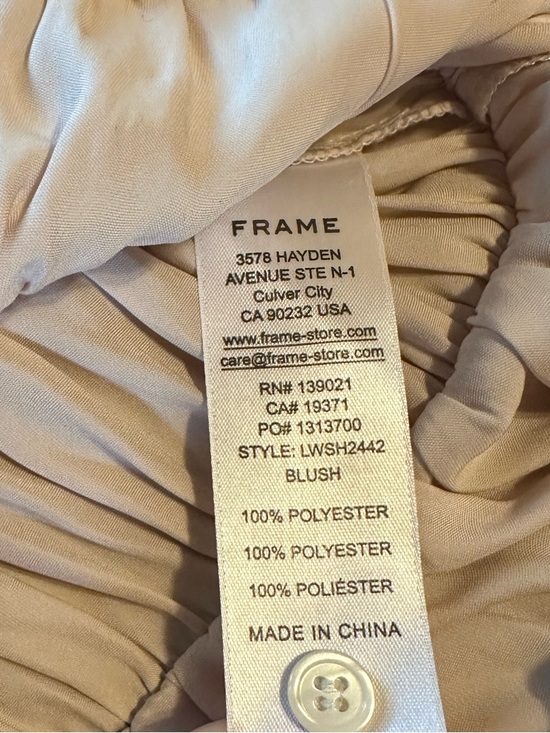 FRAME
3578 HAYDEN
AVENUE STE N-1
Culver City
CA 90232 USA
www.frame-store.com
care@frame-store.com
RN# 139021
CA# 19371
PO# 1313700
STYLE: LWSH2442
BLUSH
100% POLYESTER
100% POLYESTER
100% POLIÉSTER
MADE IN CHINA